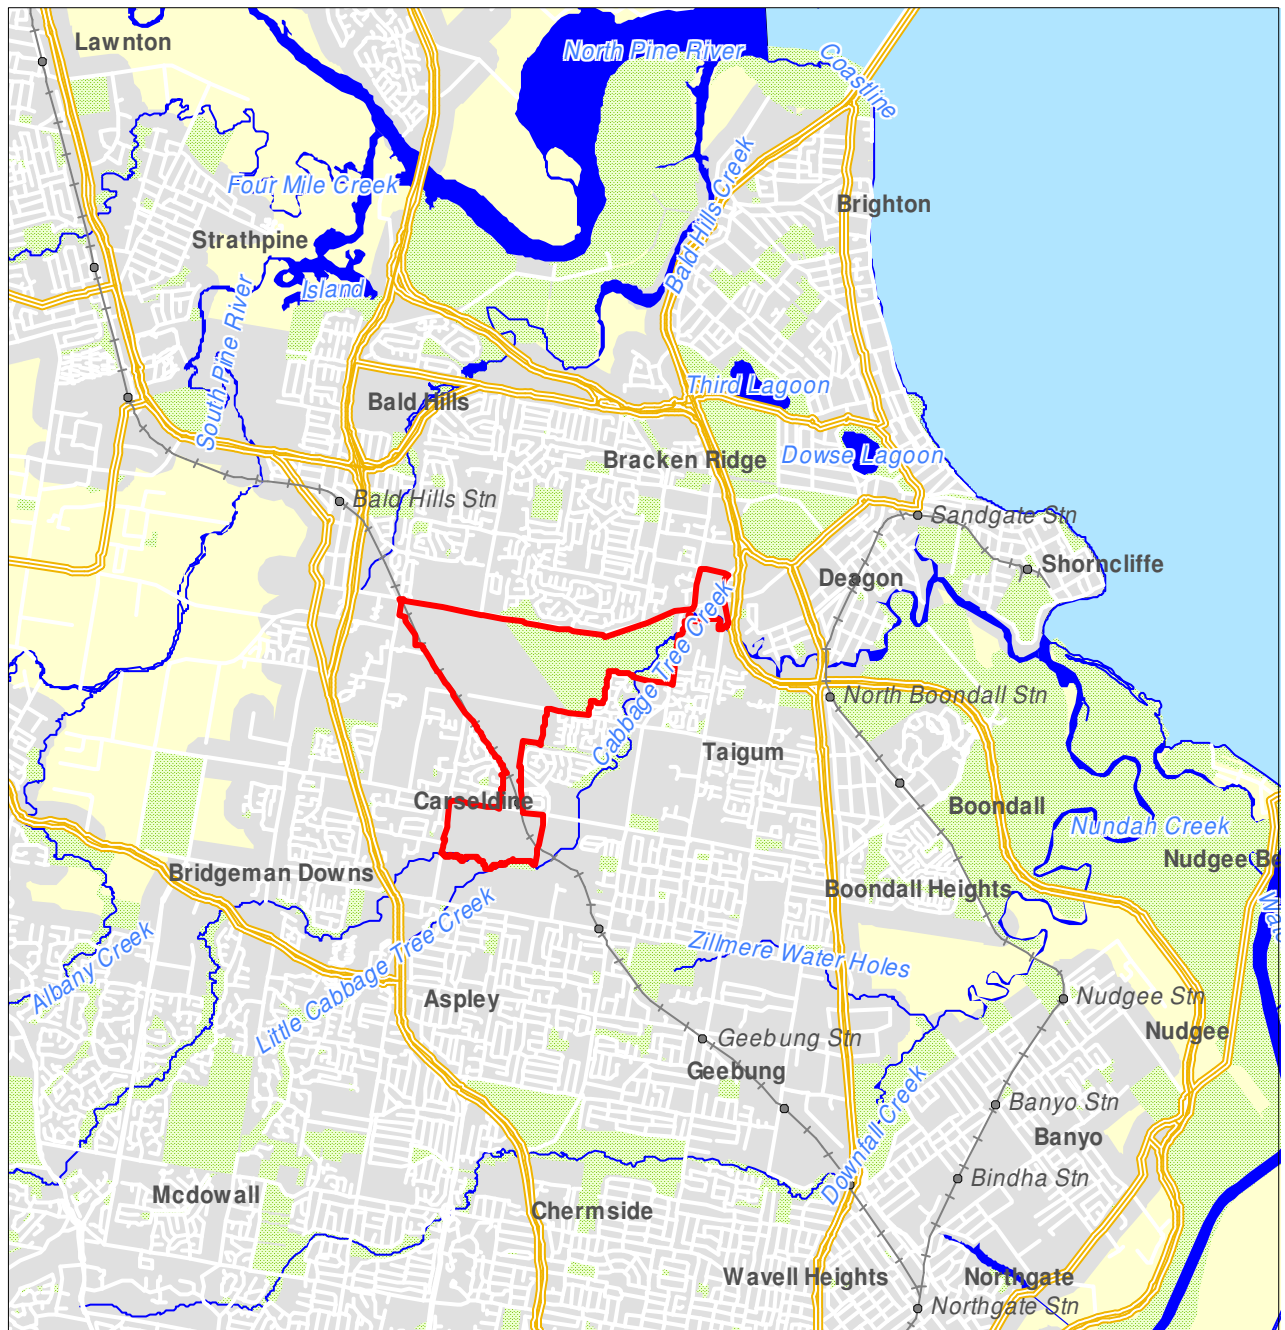 Lawnton
North Pine River
Coastline
Four Mile Creek
Bald Hills Creek
Brighton
Strathpine
Island
South Pine River
Third Lagoon
Bald Hills
Bracken Ridge
Dowse Lagoon
Bald Hills Stn
Sandgate Stn
Shorncliffe
Deagon
Cabbage Tree Creek
North Boondall Stn
Cabbage Tree Creek
Taigum
Carseldine
Boondall
Nundah Creek
Nudgee Be
Bridgeman Downs
Boondall Heights
Little Cabbage Tree Creek
Zillmere Water Holes
Albany Creek
Aspley
Nudgee Stn
Nudgee
Geebung Stn
Geebung
Banyo Stn
Banyo
Downfall Creek
Bindha Stn
Mcdowall
Chermside
Wavell Heights
Northgate
Northgate Stn